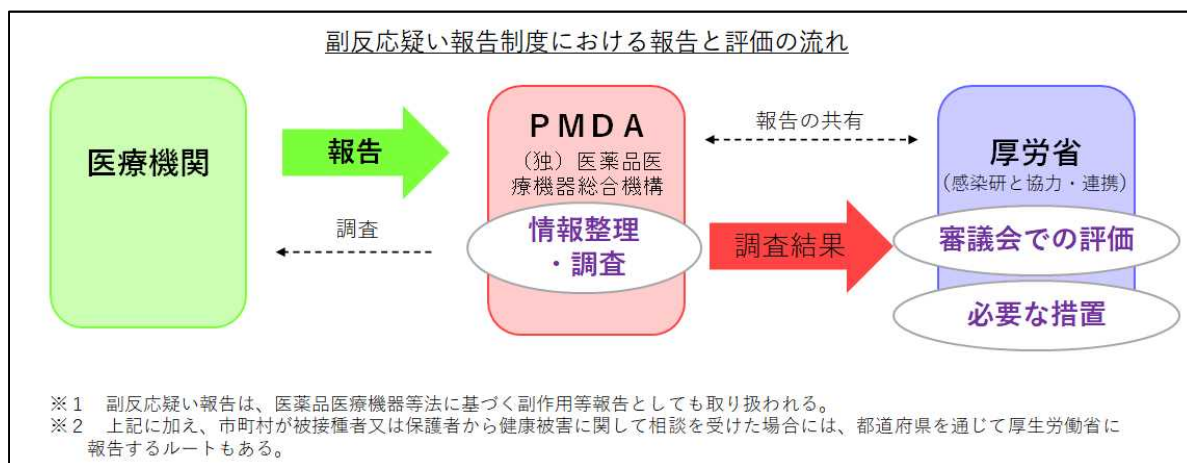 副反応疑い報告制度における報告と評価の流れ
医療機関
報告
調査
PMDA
（独）医薬品医
療機器総合機構
情報整理
・調査
報告の共有
調査結果
厚労省
（感染研と協力・連携）
審議会での評価
必要な措置
※１　副反応疑い報告は、医薬品医療機器等法に基づく副作用等報告としても取り扱われる。
※２　上記に加え、市町村が被接種者又は保護者から健康被害に関して相談を受けた場合には、都道府県を通じて厚生労働省に
報告するルートもある。